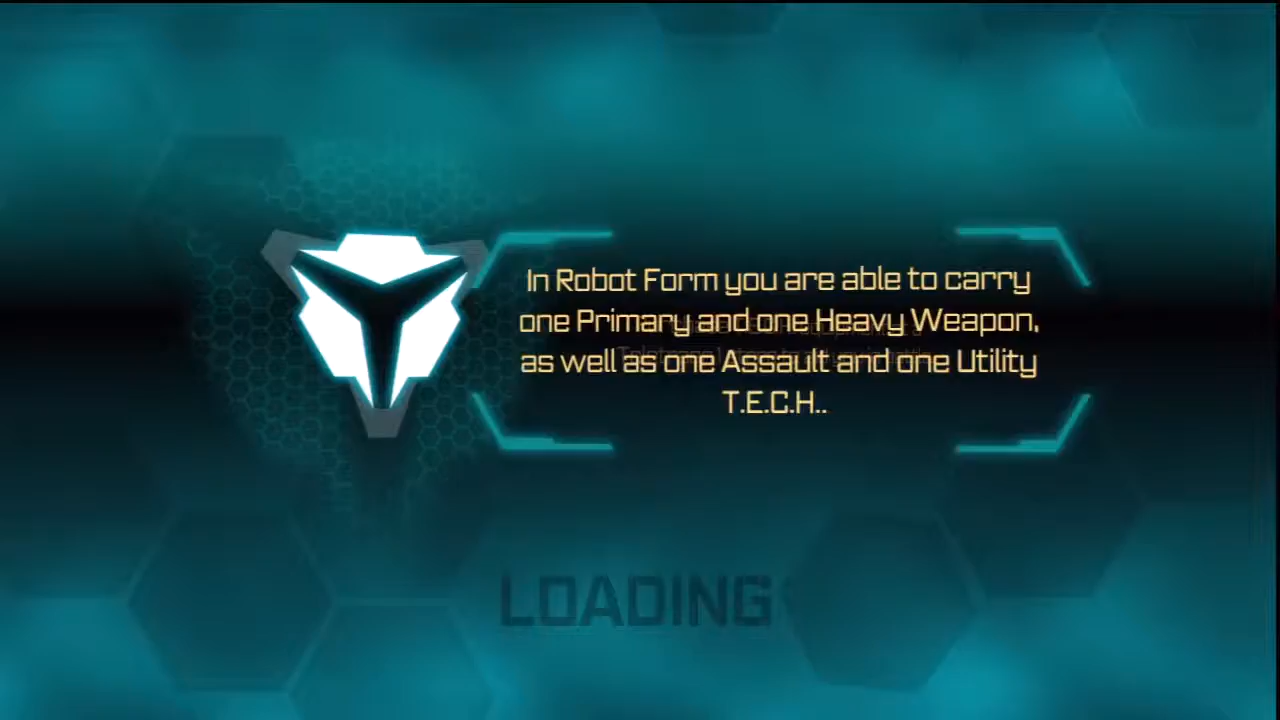 In Robot Form you are able to carry
one Primary and one Heavy Weapon,
as well as one Assault and one Utility
T.E.C.H..
LOADING